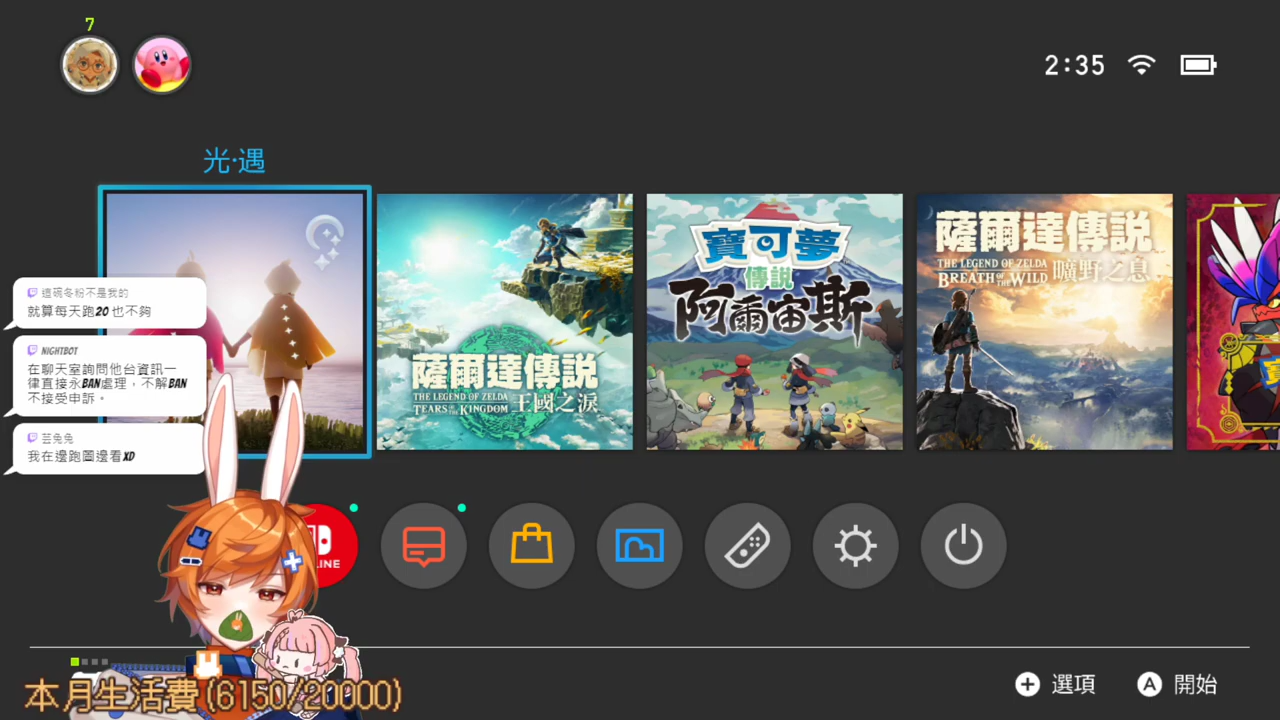 7
2:35
光·遇
薩爾達傳說
THE LEGEND OF ZELDA
TEARS OF THE KINGDOM 王國之淚
寶可夢
傳說
阿爾宙斯
薩爾達傳說
THE LEGEND OF ZELDA
BREATH OF THE WILD 曠野之息
這碗冬粉不是我的
就算每天跑20 也不夠
NIGHTBOT
在聊天室詢問他台資訊一
律直接永BAN處理，不解BAN
不接受申訴。
芸兔兔
我在邊跑圖邊看XD
LINE
本月生活費(6150/20000)
選項
A 開始